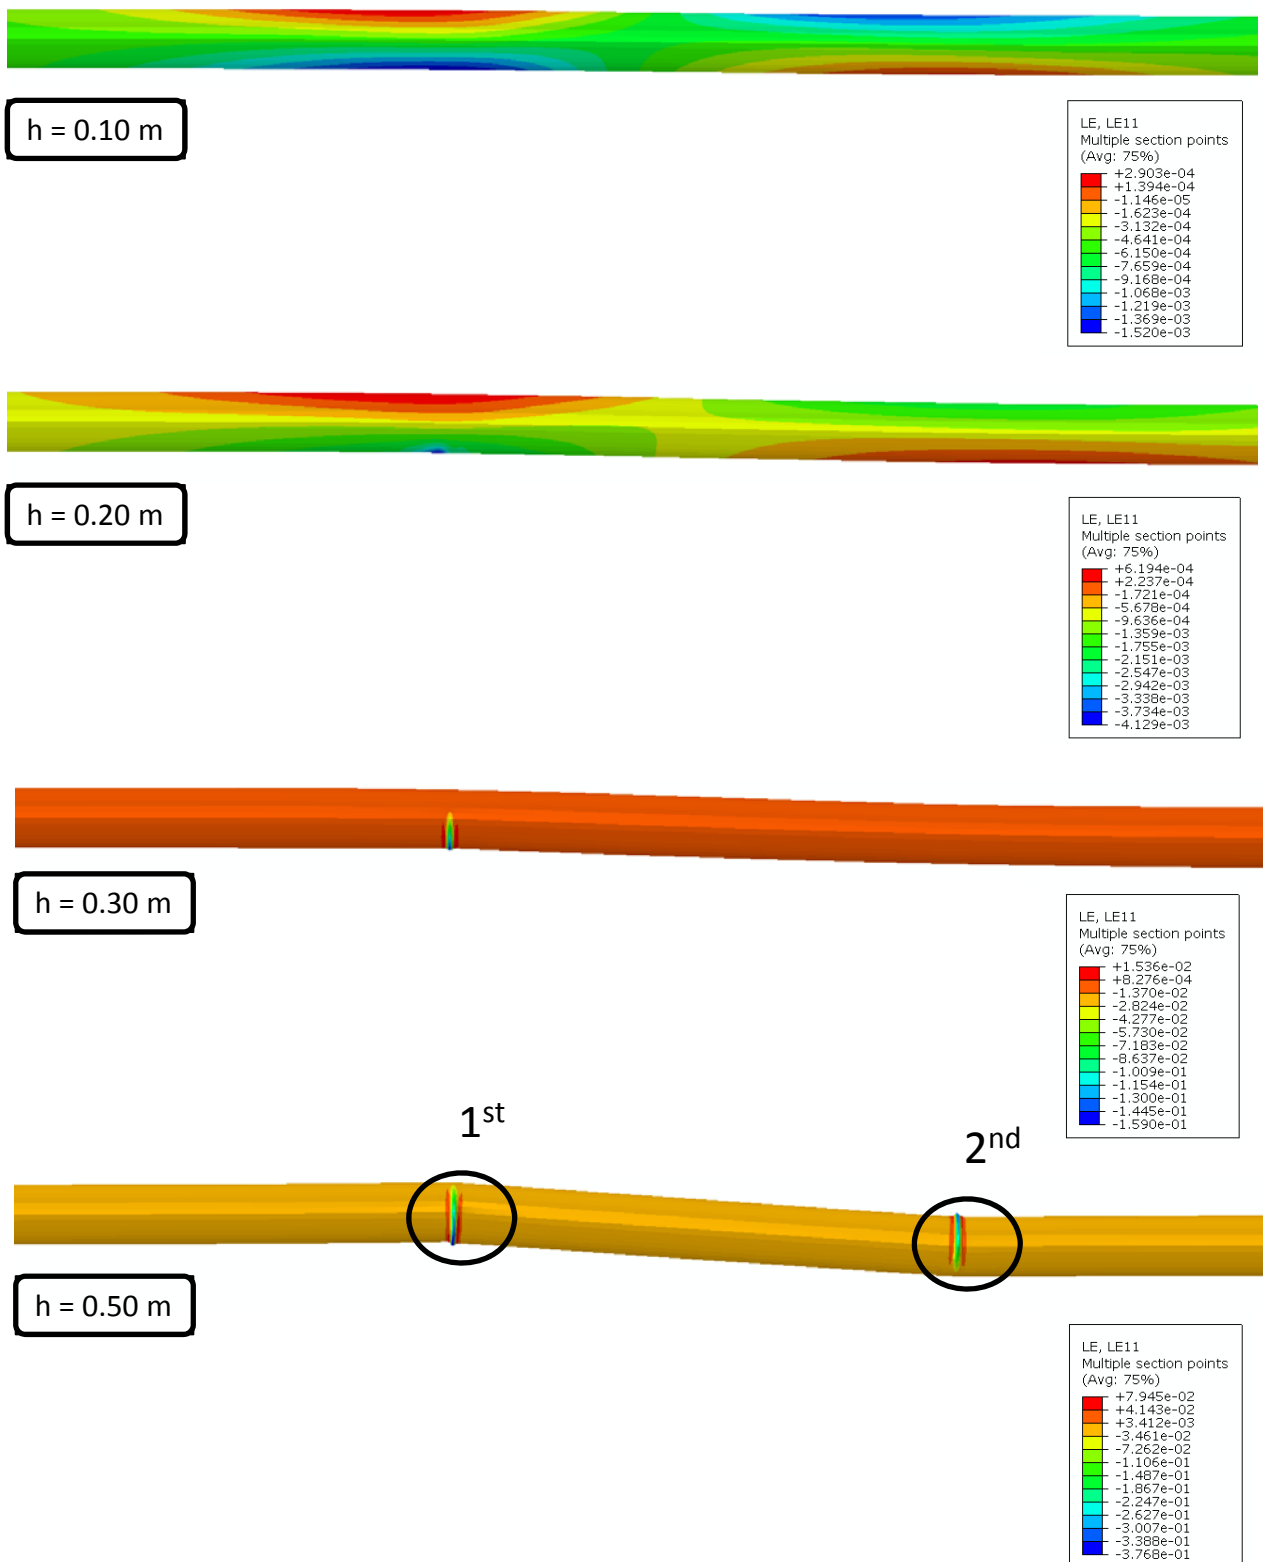 h = 0.10 m
LE, LE11
Multiple section points
(Avg: 75%)
+2.903e-04
+1.394e-04
-1.146e-05
-1.623e-04
-3.132e-04
-4.641e-04
-6.150e-04
-7.659e-04
-9.168e-04
-1.068e-03
-1.219e-03
-1.369e-03
-1.520e-03
h = 0.20 m
LE, LE11
Multiple section points
(Avg: 75%)
+6.194e-04
+2.237e-04
-1.721e-04
-5.678e-04
-9.636e-04
-1.359e-03
-1.755e-03
-2.151e-03
-2.547e-03
-2.942e-03
-3.338e-03
-3.734e-03
-4.129e-03
h = 0.30 m
LE, LE11
Multiple section points
(Avg: 75%)
+1.536e-02
+8.276e-04
-1.370e-02
-2.824e-02
-4.277e-02
-5.730e-02
-7.183e-02
-8.637e-02
-1.009e-01
-1.154e-01
-1.300e-01
-1.445e-01
-1.590e-01
1st
2nd
h = 0.50 m
LE, LE11
Multiple section points
(Avg: 75%)
+7.945e-02
+4.143e-02
+3.412e-03
-3.461e-02
-7.262e-02
-1.106e-01
-1.487e-01
-1.867e-01
-2.247e-01
-2.627e-01
-3.007e-01
-3.388e-01
-3.768e-01